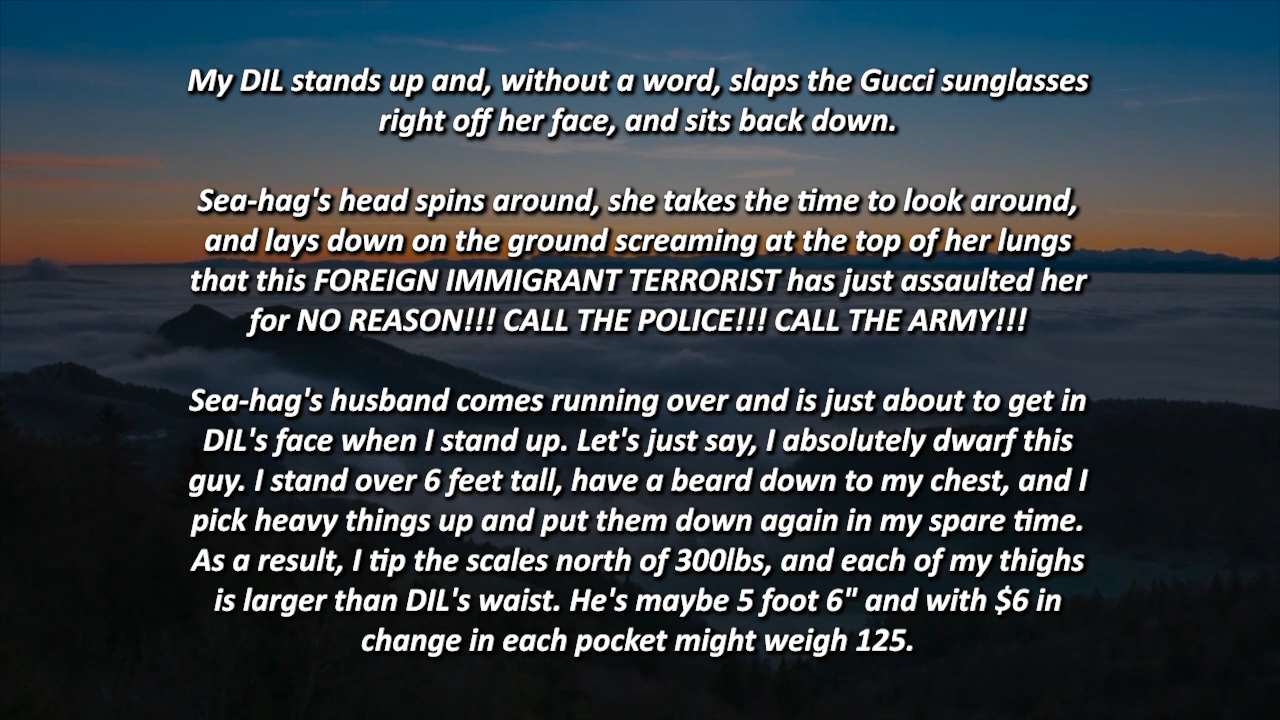 My DIL stands up and, without a word, slaps the Gucci sunglasses
right off her face, and sits back down.
Sea-hag's head spins around, she takes the time to look around,
and lays down on the ground screaming at the top of her lungs
that this FOREIGN IMMIGRANT TERRORIST has just assaulted her
for NO REASON!!! CALL THE POLICE!!! CALL THE ARMY!!!
Sea-hag's husband comes running over and is just about to get in
DIL's face when I stand up. Let's just say, I absolutely dwarf this
guy. I stand over 6 feet tall, have a beard down to my chest, and I
pick heavy things up and put them down again in my spare time.
As a result, I tip the scales north of 300lbs, and each of my thighs
is larger than DIL's waist. He's maybe 5 foot 6" and with $6 in
change in each pocket might weigh 125.